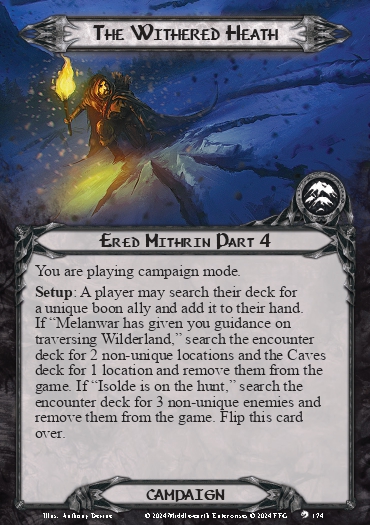 The Withered Heath
Ered Mithrin Part 4
You are playing campaign mode.
Setup: A player may search their deck for
a unique boon ally and add it to their hand.
If “Melanwar has given you guidance on
traversing Wilderland,” search the encounter
deck for 2 non-unique locations and the Caves
deck for 1 location and remove them from the
game. If “Isolde is on the hunt,” search the
encounter deck for 3 non-unique enemies and
remove them from the game. Flip this card
over.
CAMPAIGN
Illus. Anthony Devine © 2024 Middle-earth Enterprises © 2024 FFG 174